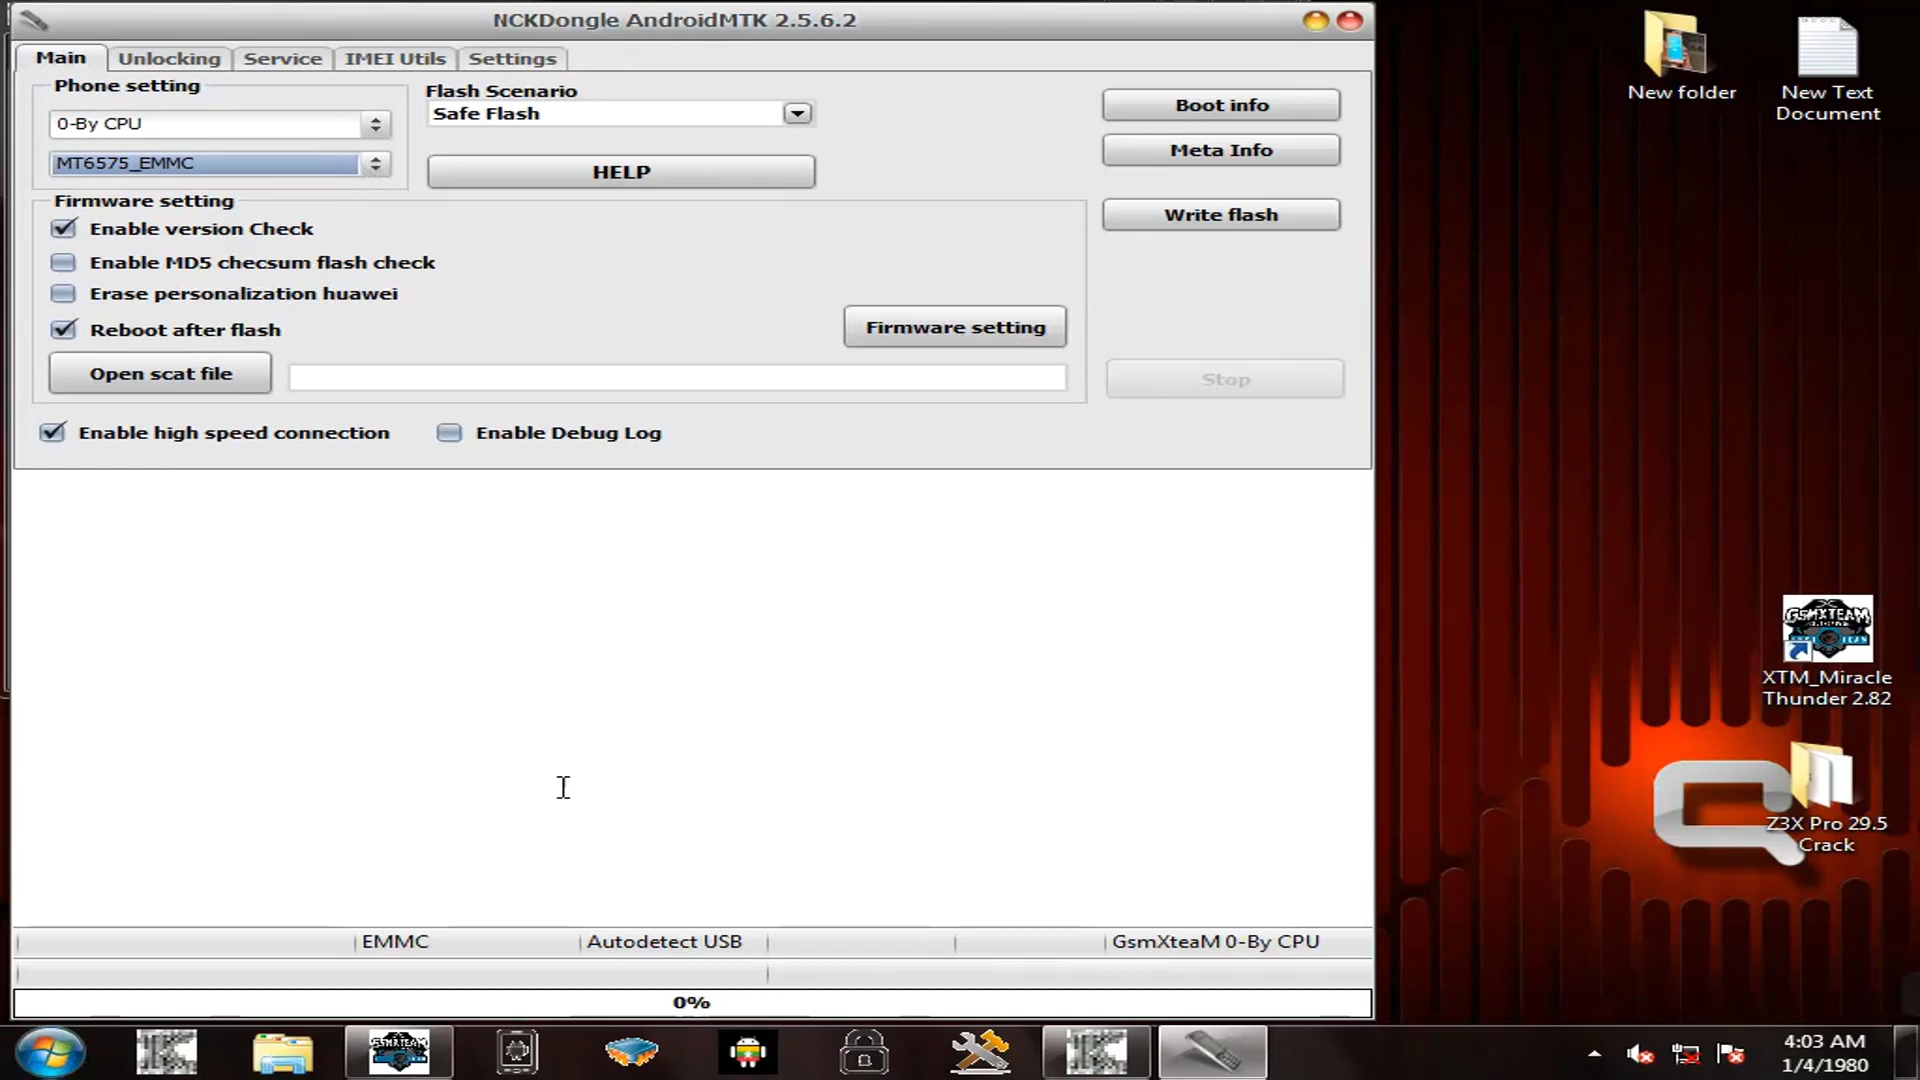 NCKDongle AndroidMTK 2.5.6.2
Main Unlocking Service IMEI Utils Settings
Phone setting
0-By CPU
MT6575_EMMC
Flash Scenario
Safe Flash
HELP
Boot info
Meta Info
Write flash
Firmware setting
Enable version Check
Enable MD5 checsum flash check
Erase personalization huawei
Reboot after flash
Firmware setting
Open scat file
Stop
Enable high speed connection Enable Debug Log
EMMC Autodetect USB GsmXteaM 0-By CPU
0%
New folder
New Text
Document
GSMXTEAM
XTM_Miracle
Thunder 2.82
Z3X Pro 29.5
Crack
GSMXTEAM
4:03 AM
1/4/1980